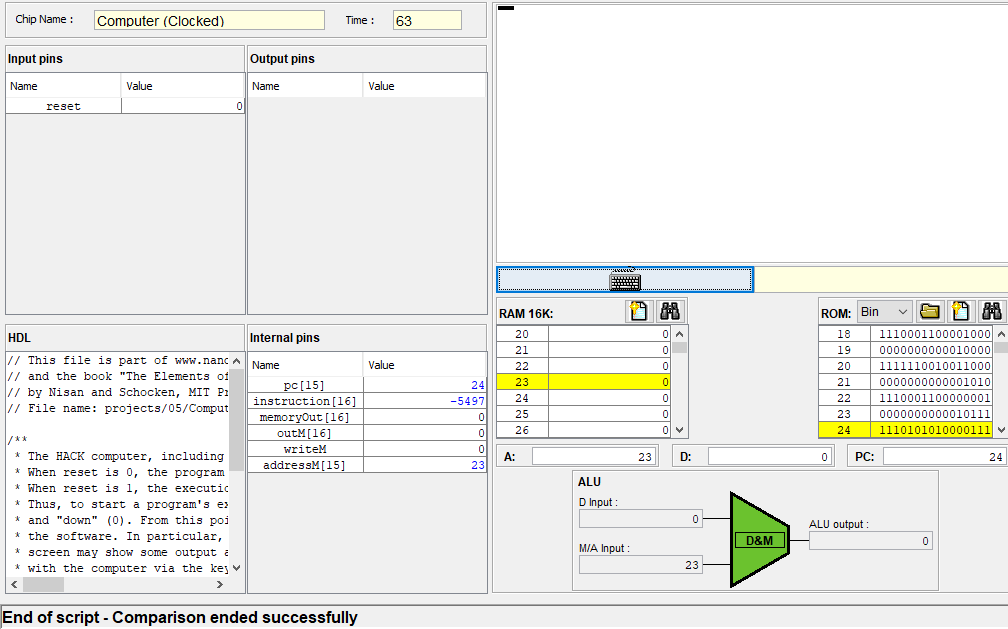 Chip Name : Computer (Clocked) Time : 63
Input pins
Name Value
reset 0
Output pins
Name Value
HDL
// This file is part of www.nand
// and the book "The Elements of
// by Nisan and Schocken, MIT Pr
// File name: projects/05/Comput
/**
* The HACK computer, including
* When reset is 0, the program
* When reset is 1, the executio
* Thus, to start a program's ex
* and "down" (0). From this poi
* the software. In particular,
* screen may show some output a
* with the computer via the key
Internal pins
Name Value
pc[15] 24
instruction[16] -5497
memoryOut[16] 0
outM[16] 0
writeM 0
addressM[15] 23
RAM 16K:
20 0
21 0
22 0
23 0
24 0
25 0
26 0
ROM: Bin
18 1110001100001000
19 0000000000010000
20 1111110010011000
21 0000000000001010
22 1110001100000001
23 0000000000010111
24 1110101010000111
A: 23
D: 0
PC: 24
ALU
D Input :
0
M/A Input :
23
D&M
ALU output :
0
End of script - Comparison ended successfully